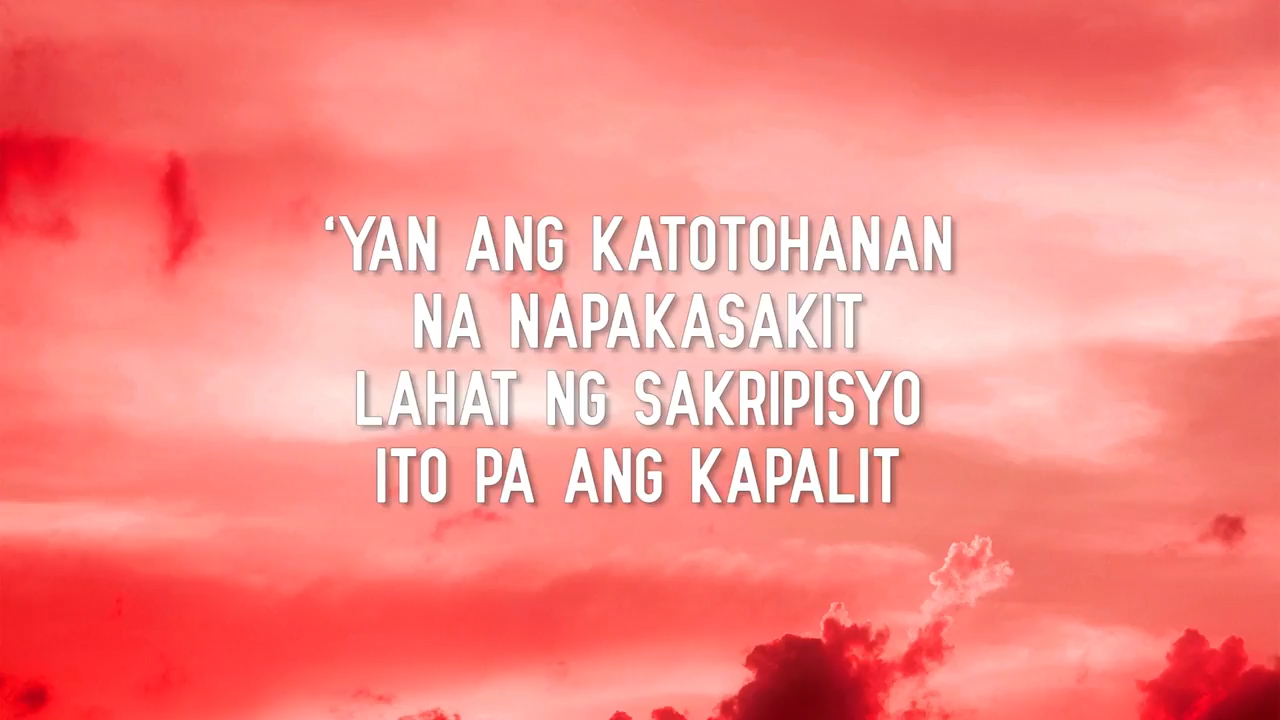 ‘YAN ANG KATOTOHANAN
NA NAPAKASAKIT
LAHAT NG SAKRIPISYO
ITO PA ANG KAPALIT